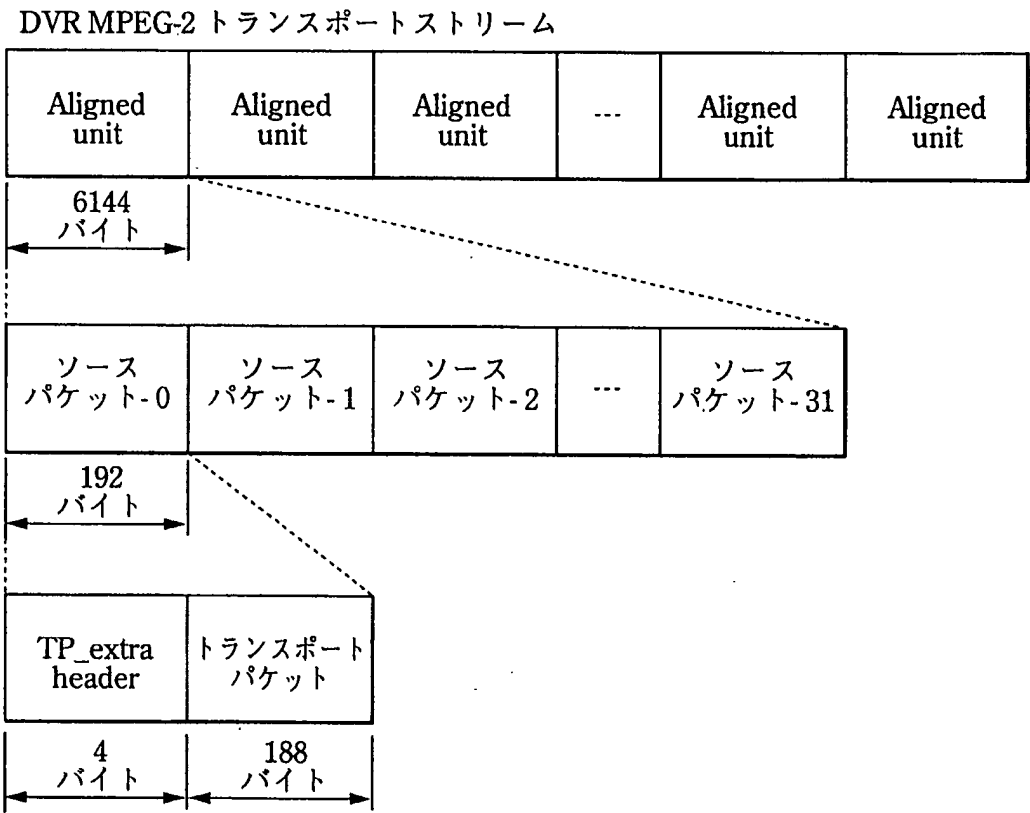 DVR MPEG-2 トランスポートストリーム
Aligned
unit
Aligned
unit
Aligned
unit
---
Aligned
unit
Aligned
unit
6144
バイト
ソース
パケット-0
ソース
パケット-1
ソース
パケット-2
---
ソース
パケット-31
192
バイト
TP_extra
header
トランスポート
パケット
4
バイト
188
バイト